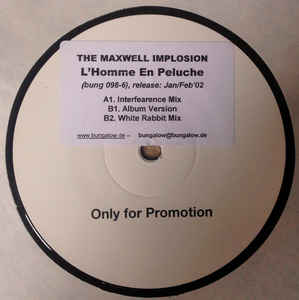 THE MAXWELL IMPLOSION
L'Homme En Peluche
(bung 098-6), release: Jan/Feb'02
A1. Interfearence Mix
B1. Album Version
B2. White Rabbit Mix
www.bungalow.de – bungalow@bungalow.de
Only for Promotion